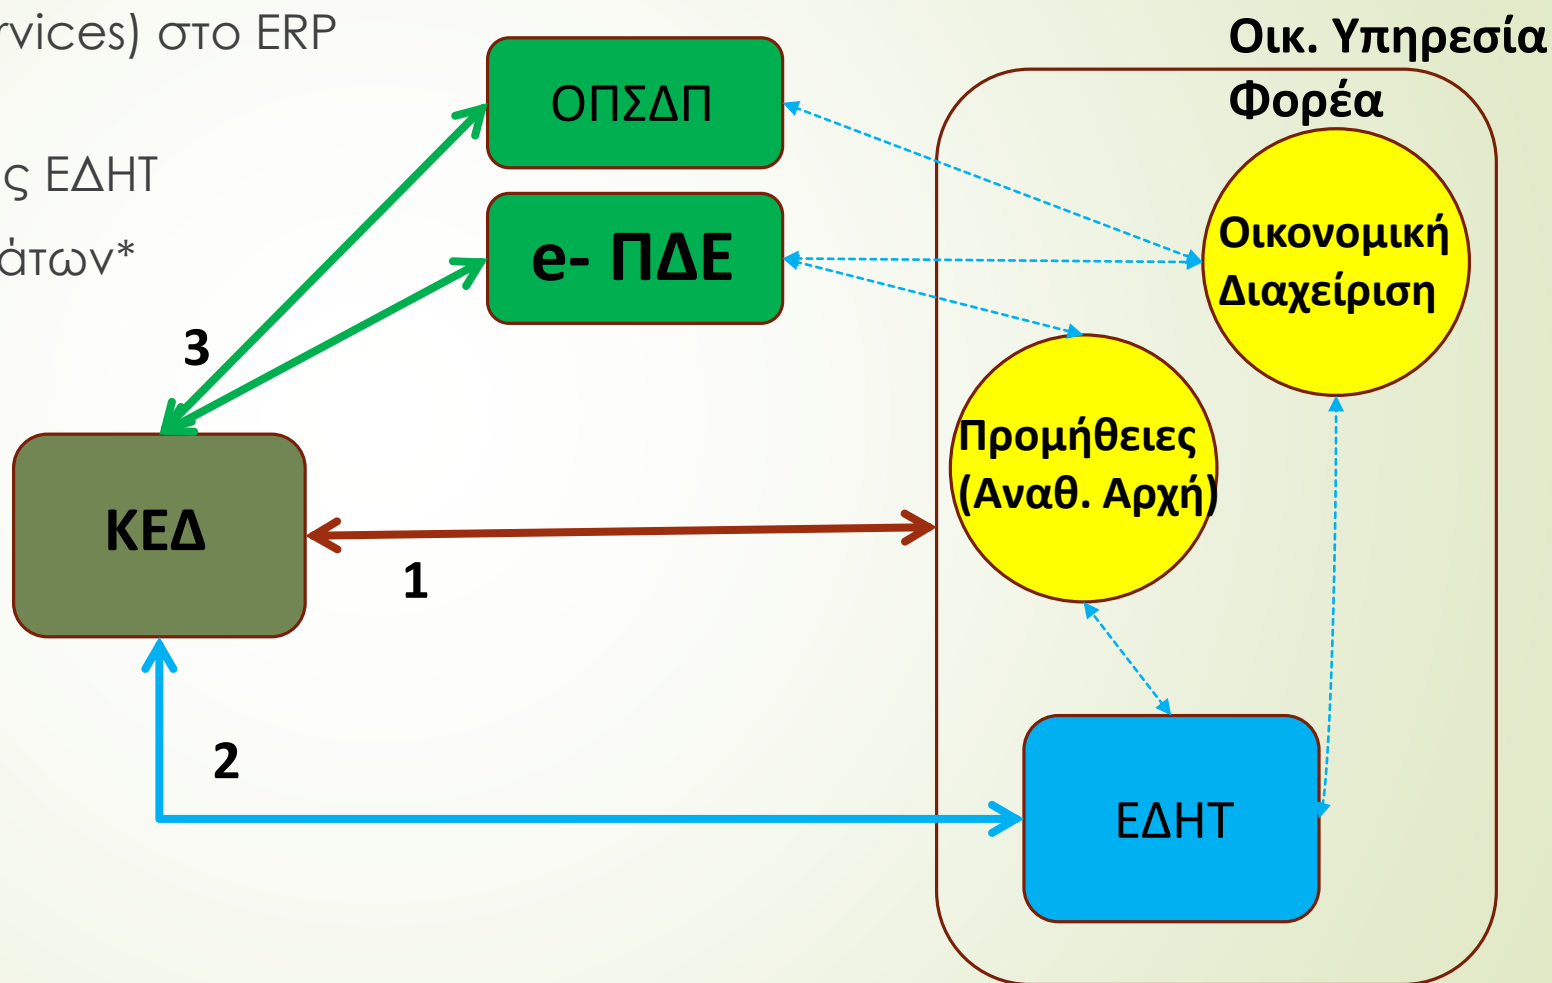 rvices) στο ERP
ς ΕΔΗΤ
άτων*
Οικ. Υπηρεσία
Φορέα
ΟΠΣΔΠ
e- ΠΔΕ
Οικονομική
Διαχείριση
3
Προμήθειες
(Αναθ. Αρχή)
ΚΕΔ
1
2
ΕΔΗΤ